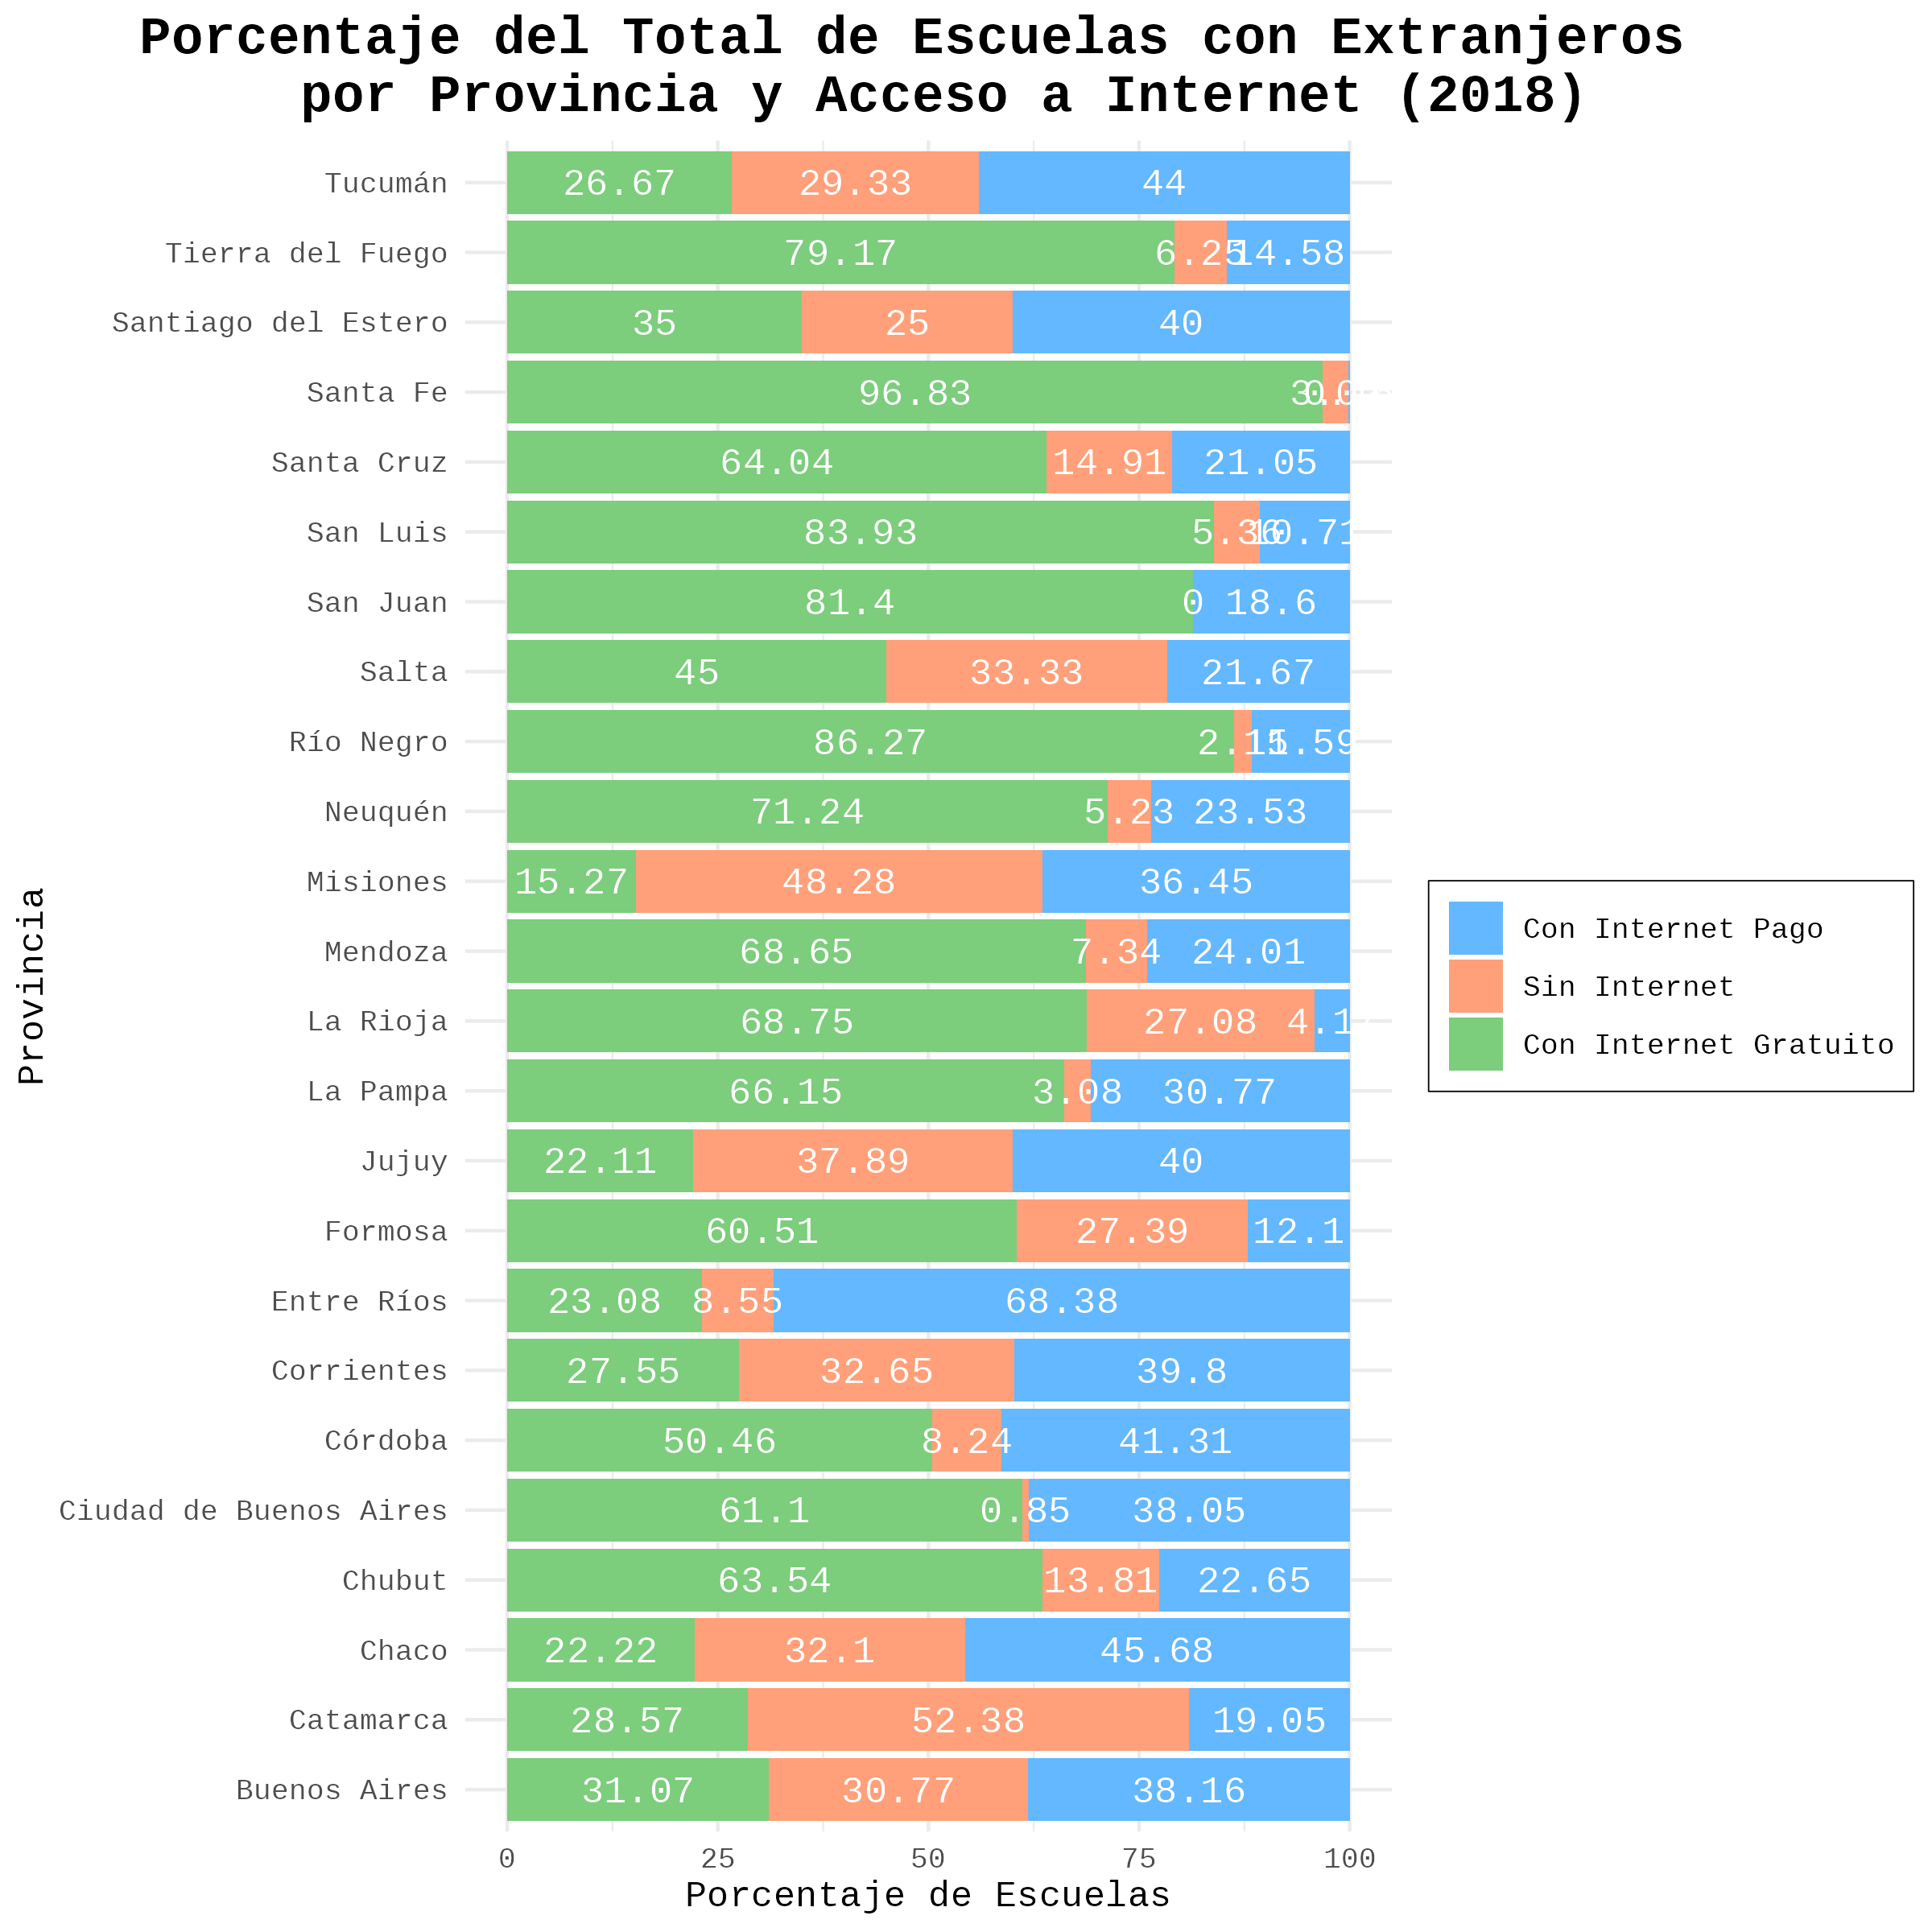 Porcentaje del Total de Escuelas con Extranjeros
por Provincia y Acceso a Internet (2018)
Tucumán 26.67 29.33 44
Tierra del Fuego 79.17 6.25 14.58
Santiago del Estero 35 25 40
Santa Fe 96.83
Santa Cruz 64.04 14.91 21.05
San Luis 83.93 5.36 10.71
San Juan 81.4 0 18.6
Salta 45 33.33 21.67
Río Negro 86.27 2.15 11.59
Neuquén 71.24 5.23 23.53
Misiones 15.27 48.28 36.45
Mendoza 68.65 7.34 24.01
La Rioja 68.75 27.08
La Pampa 66.15 3.08 30.77
Jujuy 22.11 37.89 40
Formosa 60.51 27.39 12.1
Entre Ríos 23.08 8.55 68.38
Corrientes 27.55 32.65 39.8
Córdoba 50.46 8.24 41.31
Ciudad de Buenos Aires 61.1 0.85 38.05
Chubut 63.54 13.81 22.65
Chaco 22.22 32.1 45.68
Catamarca 28.57 52.38 19.05
Buenos Aires 31.07 30.77 38.16
0 25 50 75 100
Porcentaje de Escuelas
Provincia
Con Internet Pago
Sin Internet
Con Internet Gratuito